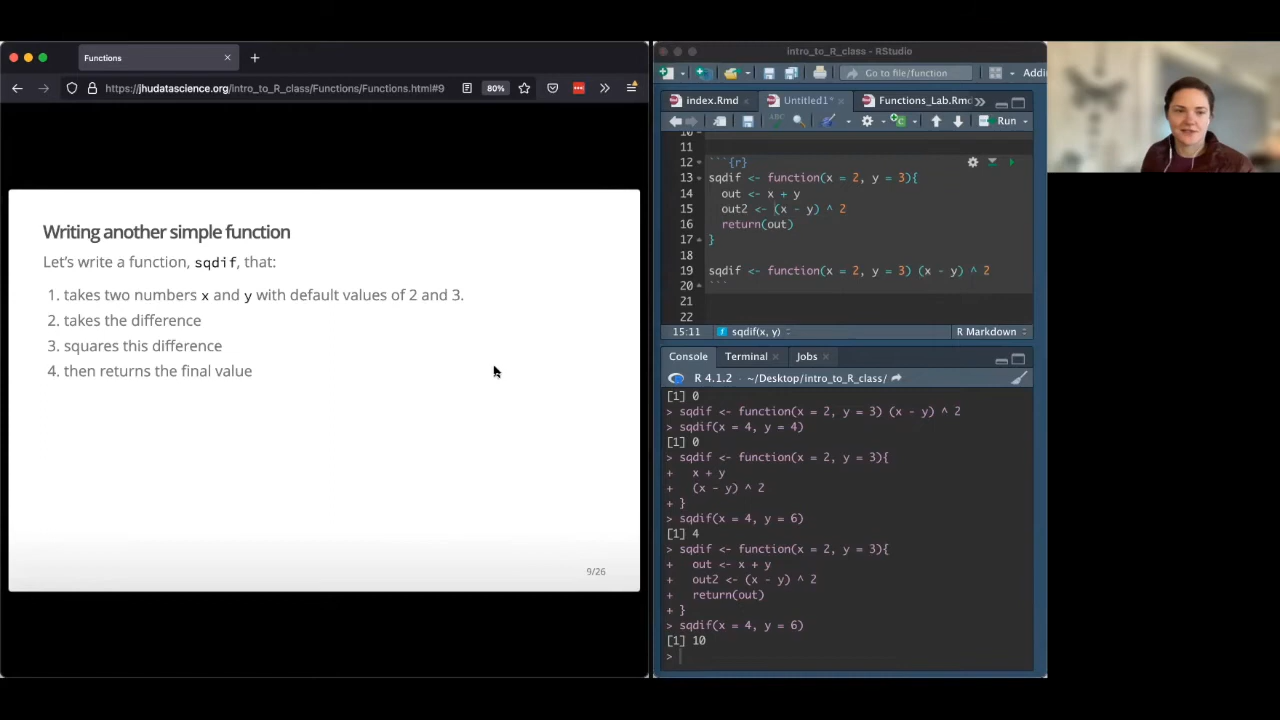 Functions
https://jhudatascience.org/intro_to_R_class/Functions/Functions.html#9
80%
Writing another simple function
Let's write a function, sqdif, that:
1. takes two numbers x and y with default values of 2 and 3.
2. takes the difference
3. squares this difference
4. then returns the final value
9/26
intro_to_R_class - RStudio
Go to file/function
Addi
index.Rmd
Untitled1*
Functions_Lab.Rmd
ABC
Run
11
12 ```{r}
13 sqdif <- function(x = 2, y = 3){
14 out <- x + y
15 out2 <- (x - y) ^ 2
16 return(out)
17 }
18
19 sqdif <- function(x = 2, y = 3) (x - y) ^ 2
20 ```
21
22
15:11 sqdif(x, y) R Markdown
Console Terminal Jobs
R 4.1.2 · ~/Desktop/intro_to_R_class/
[1] 0
> sqdif <- function(x = 2, y = 3) (x - y) ^ 2
> sqdif(x = 4, y = 4)
[1] 0
> sqdif <- function(x = 2, y = 3){
+ x + y
+ (x - y) ^ 2
+ }
> sqdif(x = 4, y = 6)
[1] 4
> sqdif <- function(x = 2, y = 3){
+ out <- x + y
+ out2 <- (x - y) ^ 2
+ return(out)
+ }
> sqdif(x = 4, y = 6)
[1] 10
>